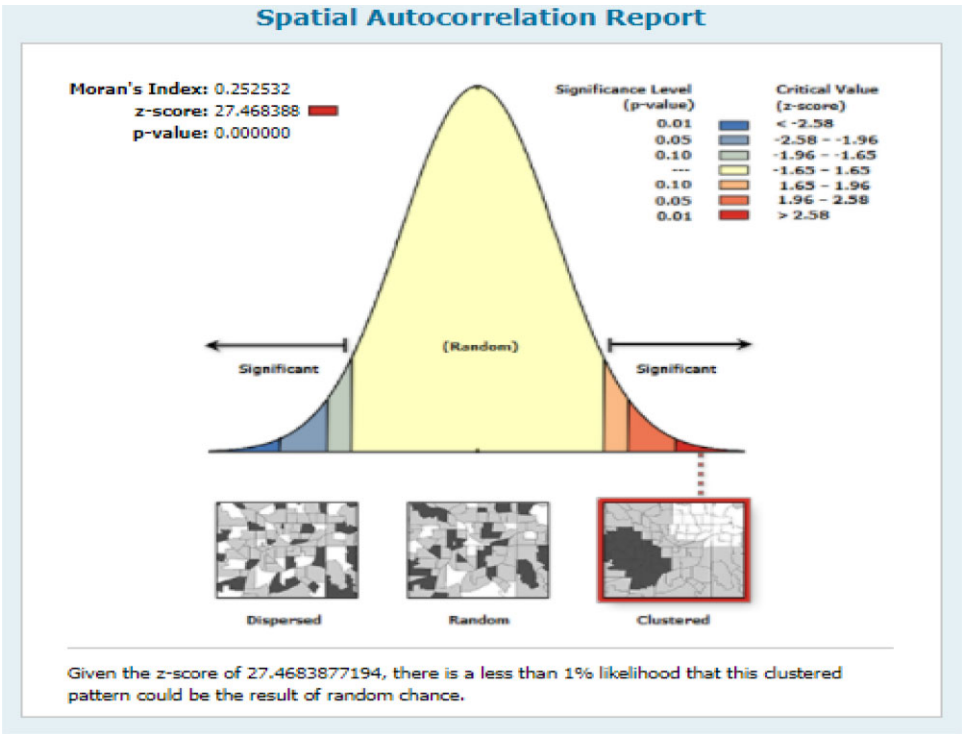 Spatial Autocorrelation Report
Moran's Index: 0.252532
z-score: 27.468388
p-value: 0.000000
Significance Level (p-value)
Critical Value (z-score)
0.01 < -2.58
0.05 -2.58 - -1.96
0.10 -1.96 - -1.65
--- -1.65 - 1.65
0.10 1.65 - 1.96
0.05 1.96 - 2.58
0.01 > 2.58
(Random)
Significant
Significant
Dispersed
Random
Clustered
Given the z-score of 27.4683877194, there is a less than 1% likelihood that this clustered
pattern could be the result of random chance.